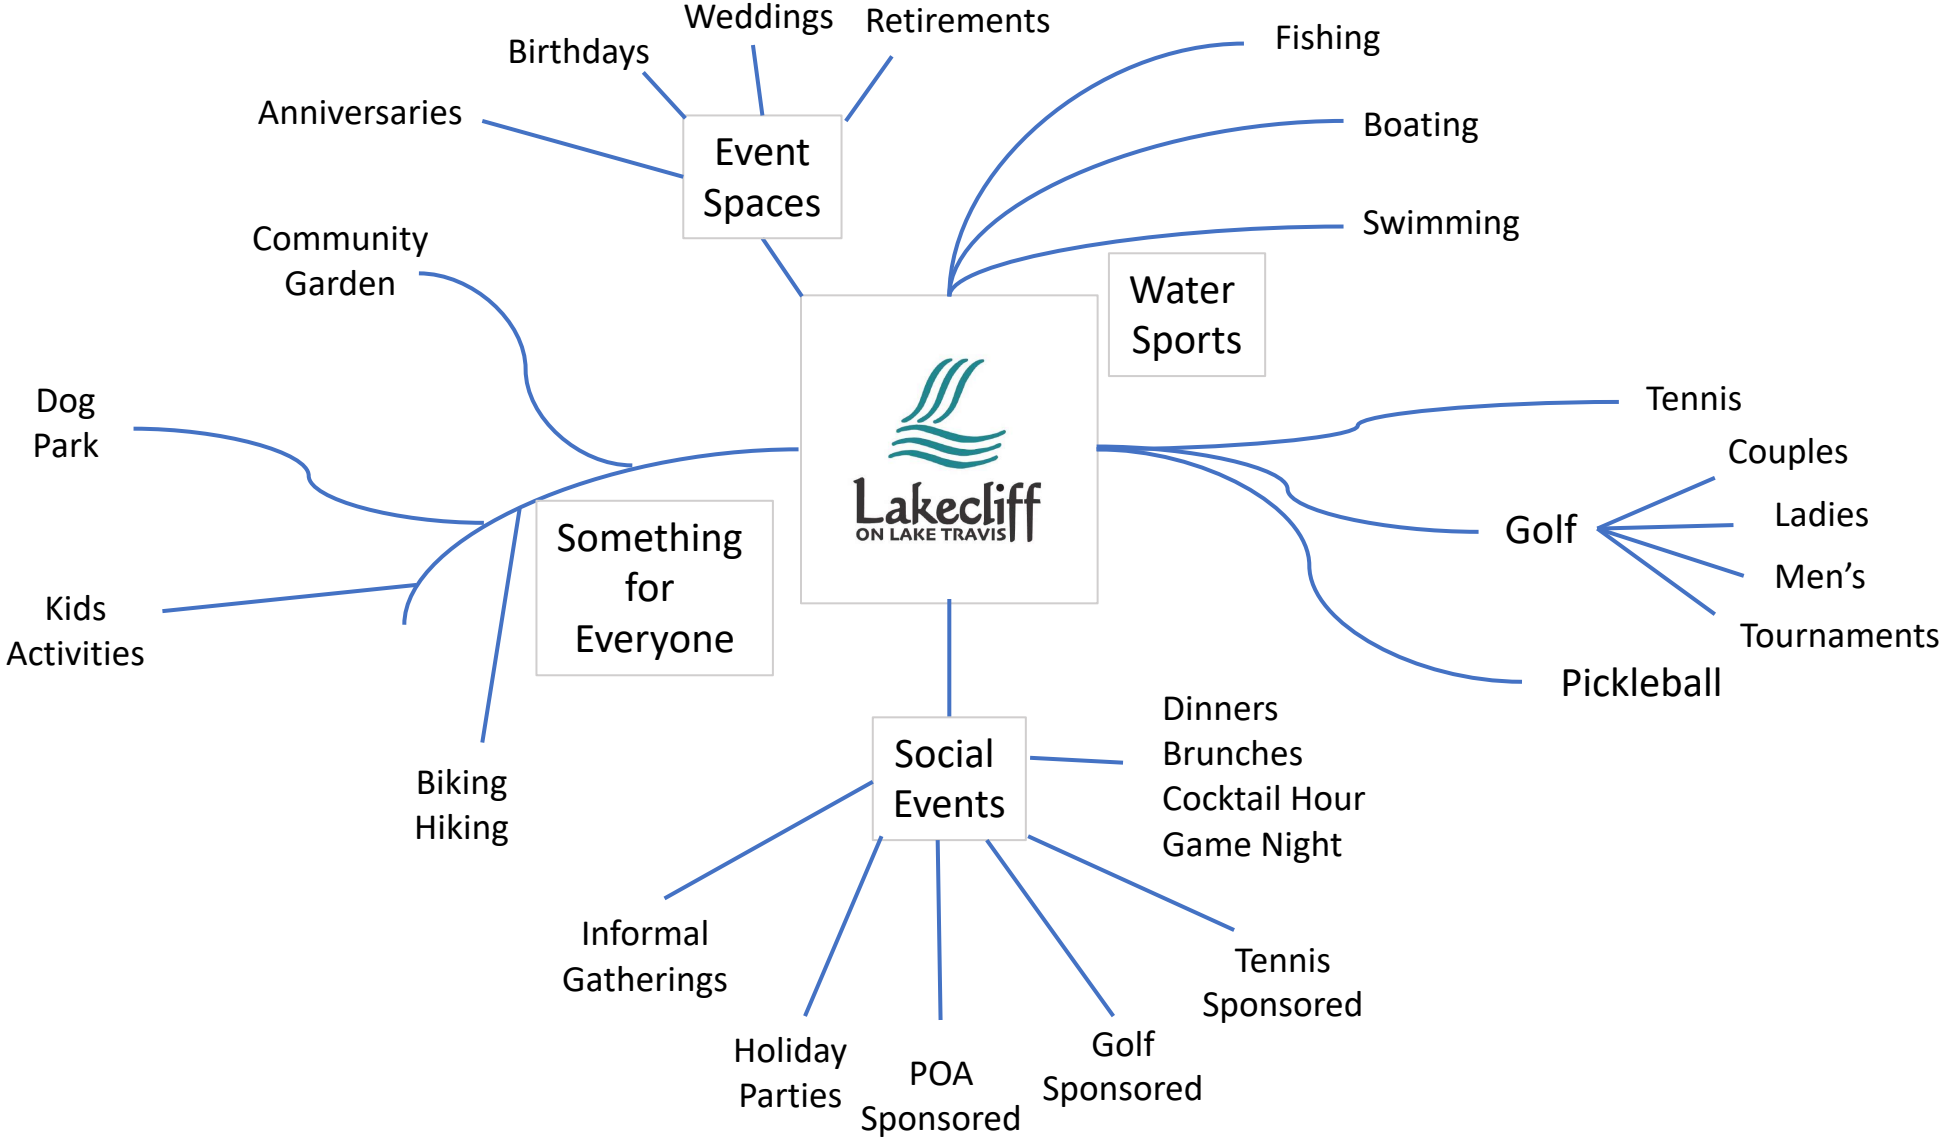 Weddings
Retirements
Birthdays
Anniversaries
Event
Spaces
Fishing
Boating
Swimming
Water
Sports
Community
Garden
Dog
Park
Kids
Activities
Biking
Hiking
Something
for
Everyone
Lakecliff
ON LAKE TRAVIS
Tennis
Couples
Ladies
Golf
Men’s
Tournaments
Pickleball
Social
Events
Dinners
Brunches
Cocktail Hour
Game Night
Informal
Gatherings
Holiday
Parties
POA
Sponsored
Golf
Sponsored
Tennis
Sponsored